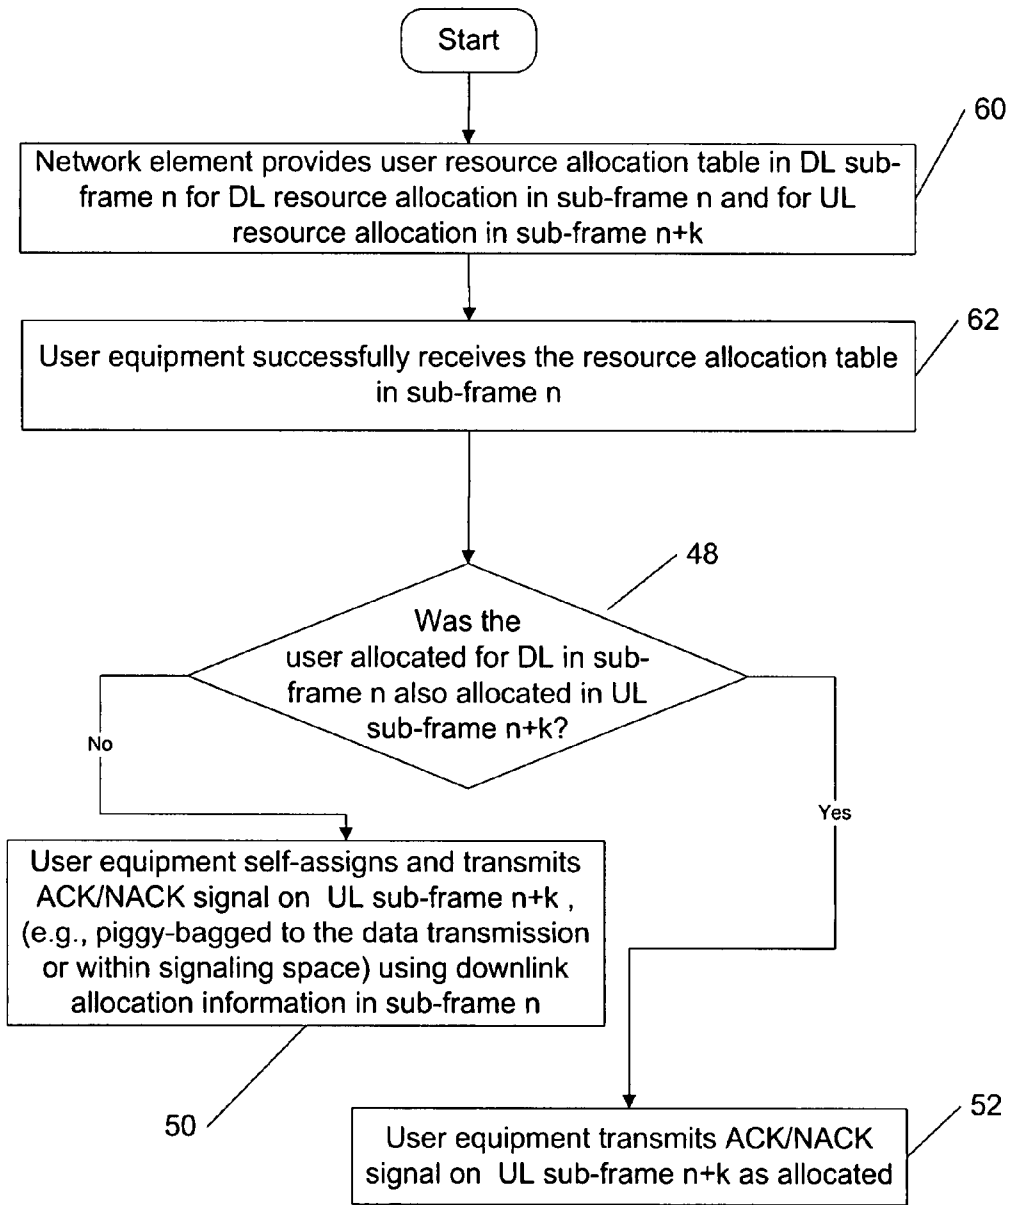 Start
60
Network element provides user resource allocation table in DL sub-
frame n for DL resource allocation in sub-frame n and for UL
resource allocation in sub-frame n+k
62
User equipment successfully receives the resource allocation table
in sub-frame n
48
Was the
user allocated for DL in sub-
frame n also allocated in UL
sub-frame n+k?
No
Yes
User equipment self-assigns and transmits
ACK/NACK signal on UL sub-frame n+k ,
(e.g., piggy-bagged to the data transmission
or within signaling space) using downlink
allocation information in sub-frame n
50
52
User equipment transmits ACK/NACK
signal on UL sub-frame n+k as allocated